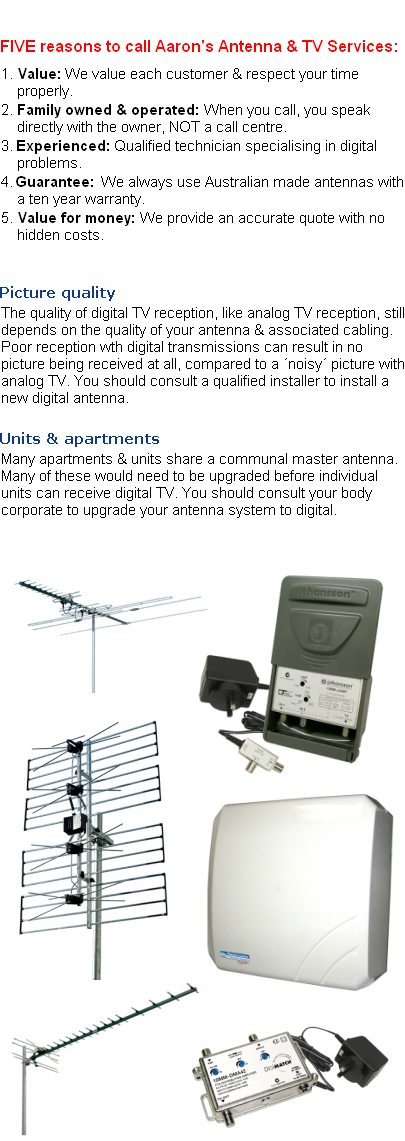 FIVE reasons to call Aaron's Antenna & TV Services:
1. Value: We value each customer & respect your time
properly.
2. Family owned & operated: When you call, you speak
directly with the owner, NOT a call centre.
3. Experienced: Qualified technician specialising in digital
problems.
4. Guarantee: We always use Australian made antennas with
a ten year warranty.
5. Value for money: We provide an accurate quote with no
hidden costs.
Picture quality
The quality of digital TV reception, like analog TV reception, still
depends on the quality of your antenna & associated cabling.
Poor reception wth digital transmissions can result in no
picture being received at all, compared to a ´noisy´ picture with
analog TV. You should consult a qualified installer to install a
new digital antenna.
Units & apartments
Many apartments & units share a communal master antenna.
Many of these would need to be upgraded before individual
units can receive digital TV. You should consult your body
corporate to upgrade your antenna system to digital.
Johansson
Johansson
DigiMATCH
10MM-DMA42